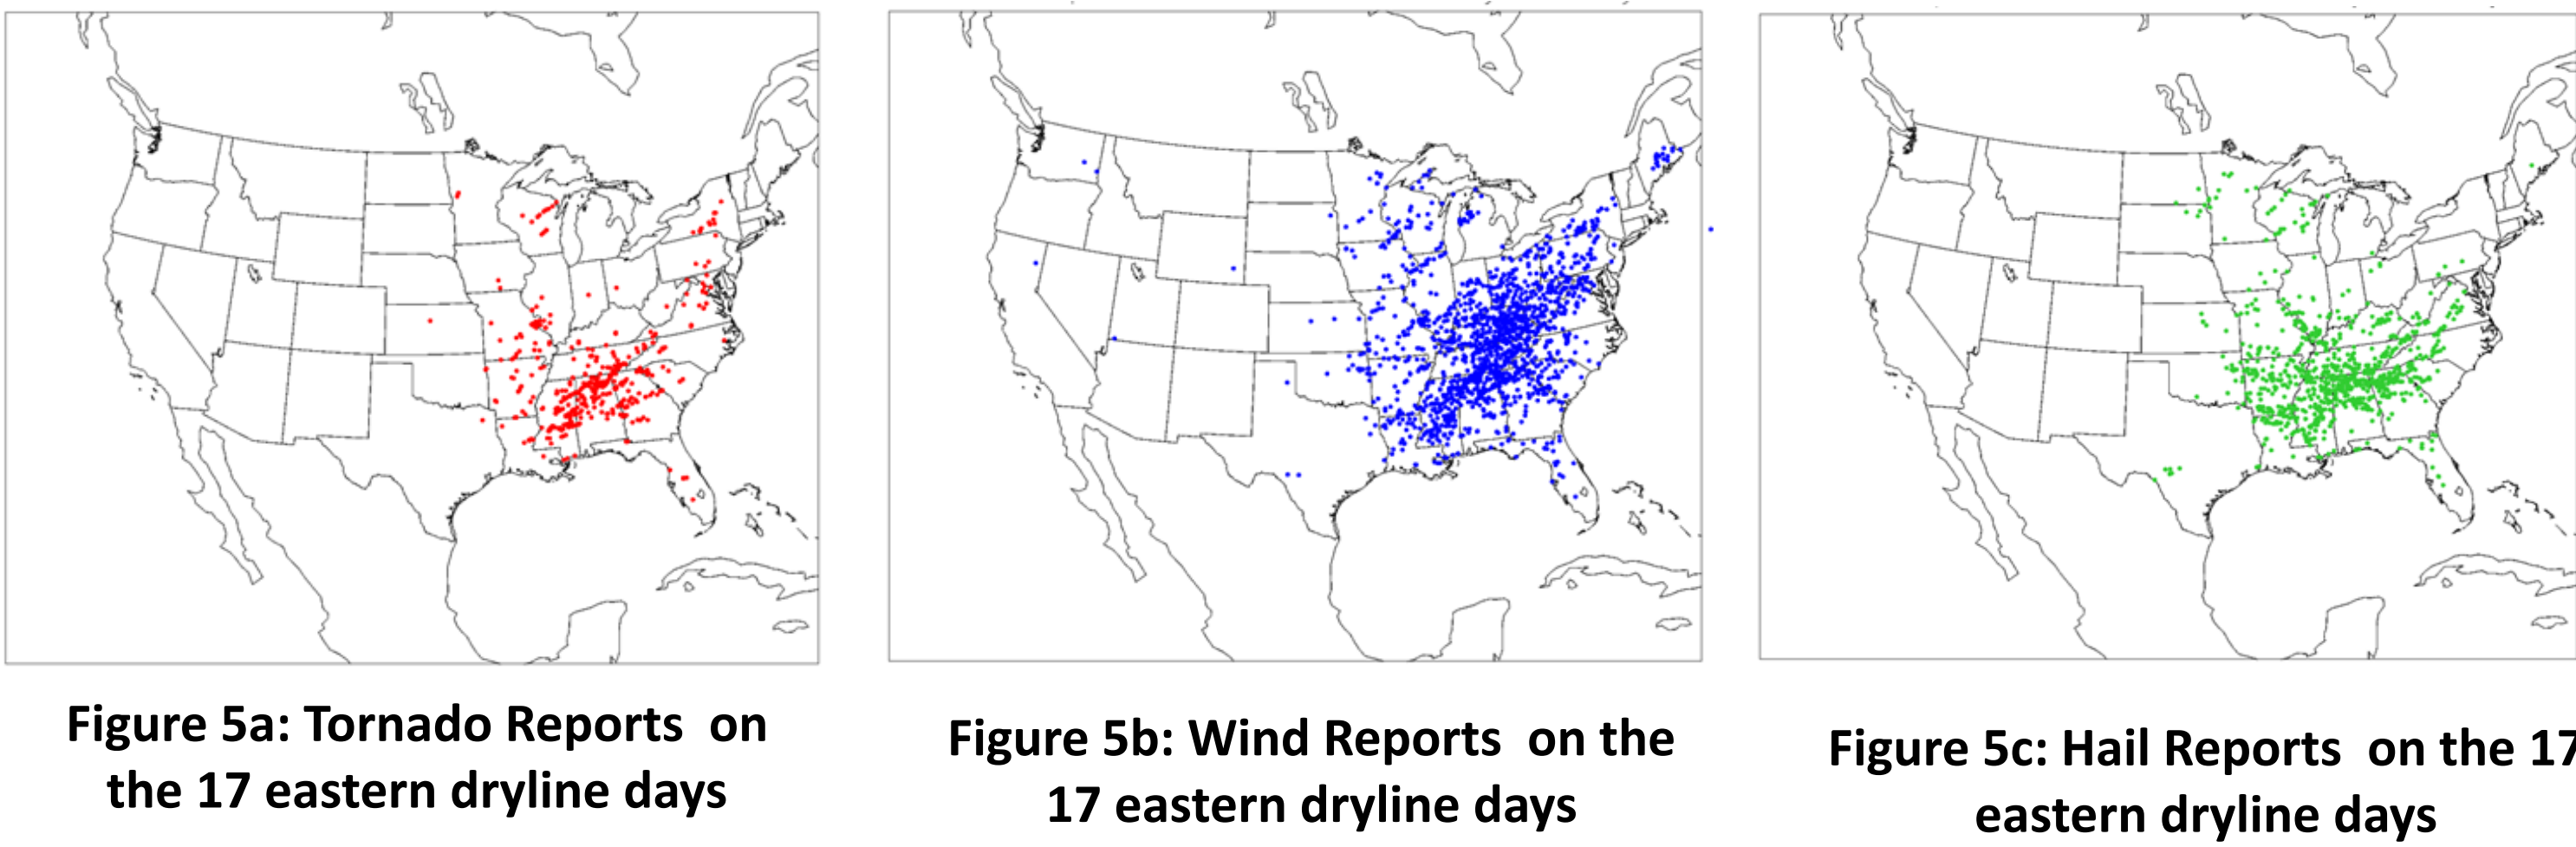 Figure 5a: Tornado Reports on
the 17 eastern dryline days
Figure 5b: Wind Reports on the
17 eastern dryline days
Figure 5c: Hail Reports on the 17
eastern dryline days